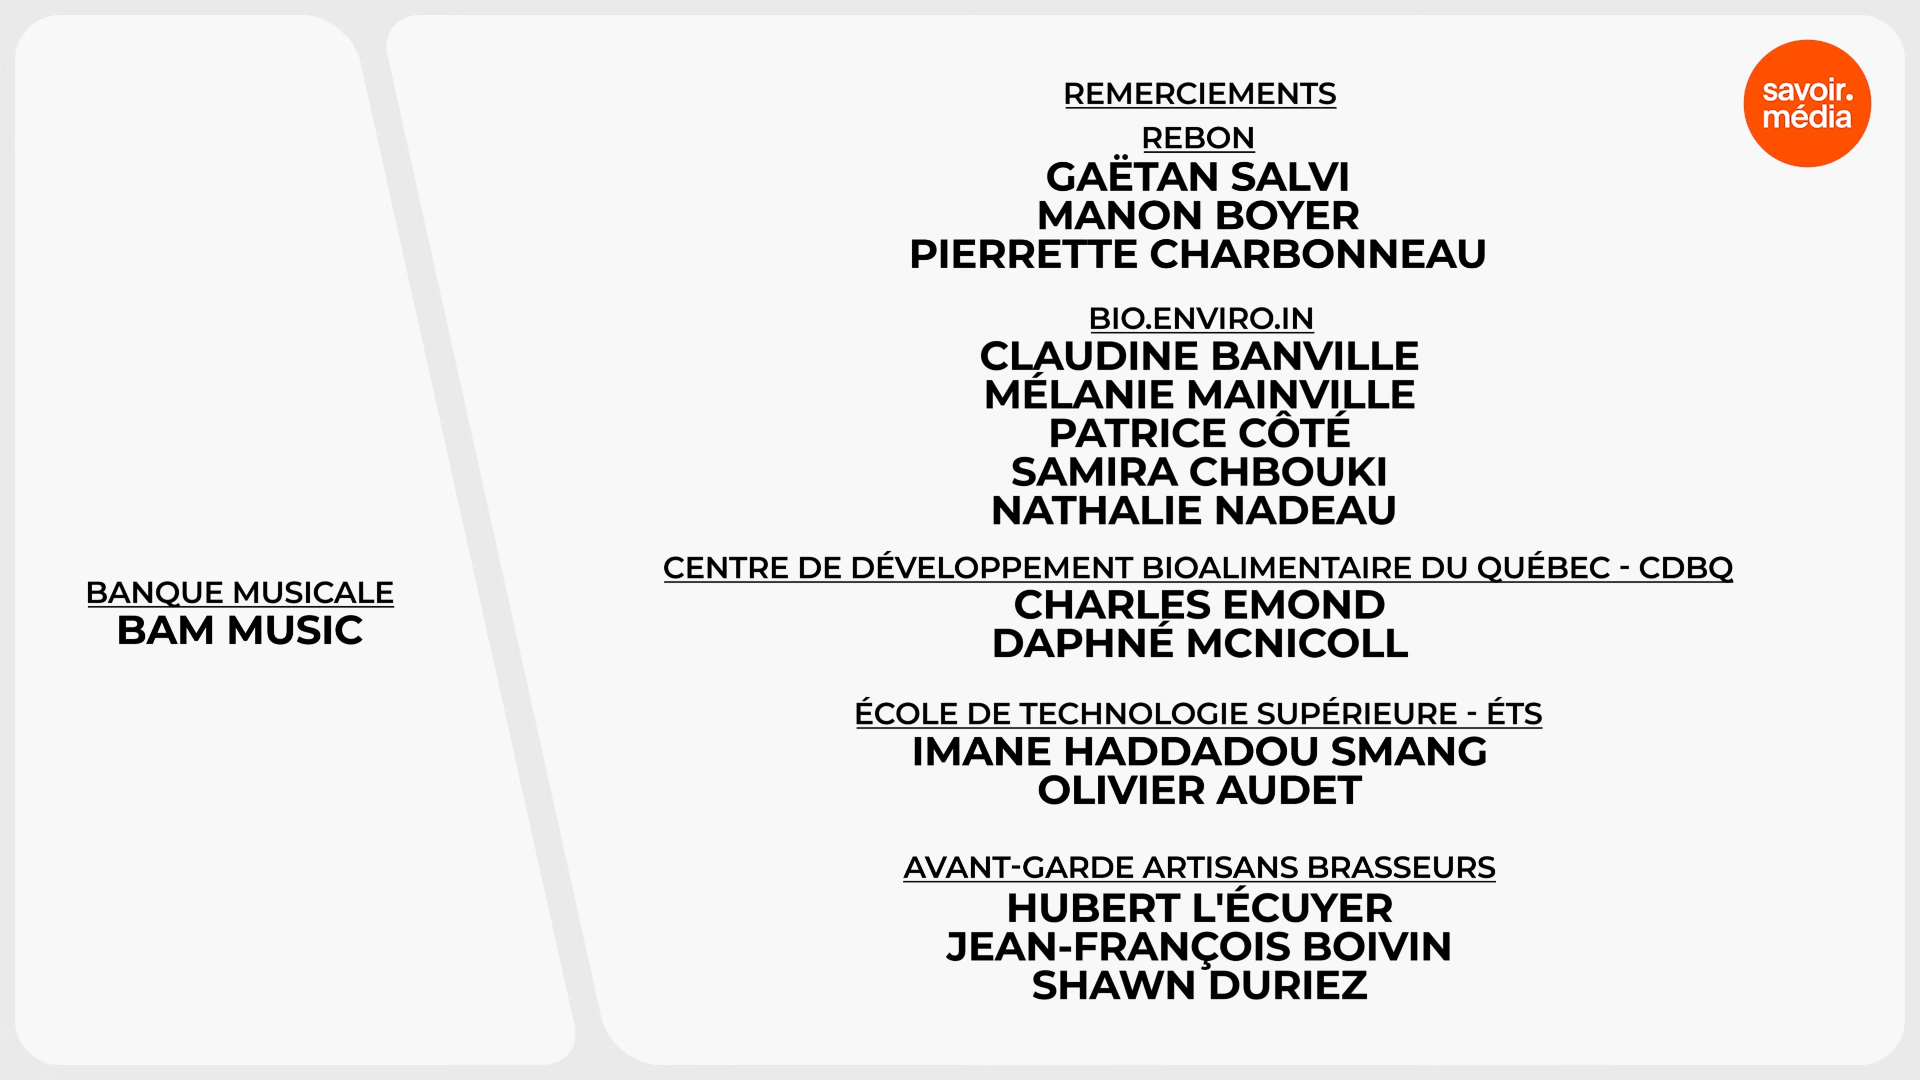 BANQUE MUSICALE
BAM MUSIC
REMERCIEMENTS
REBON
GAËTAN SALVI
MANON BOYER
PIERRETTE CHARBONNEAU
BIO.ENVIRO.IN
CLAUDINE BANVILLE
MÉLANIE MAINVILLE
PATRICE CÔTÉ
SAMIRA CHBOUKI
NATHALIE NADEAU
CENTRE DE DÉVELOPPEMENT BIOALIMENTAIRE DU QUÉBEC - CDBQ
CHARLES EMOND
DAPHNÉ MCNICOLL
ÉCOLE DE TECHNOLOGIE SUPÉRIEURE - ÉTS
IMANE HADDADOU SMANG
OLIVIER AUDET
AVANT-GARDE ARTISANS BRASSEURS
HUBERT L'ÉCUYER
JEAN-FRANÇOIS BOIVIN
SHAWN DURIEZ
savoir.
média